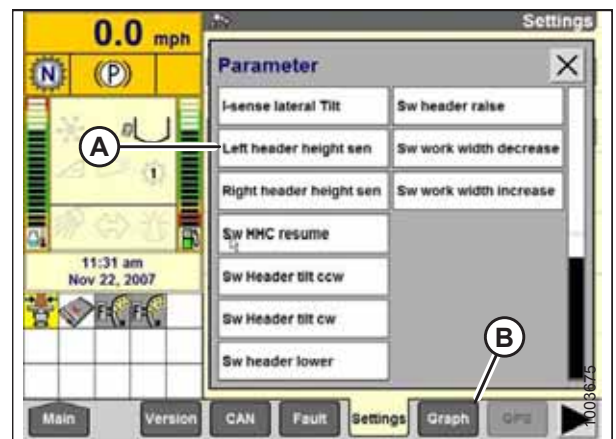 0.0 mph
Settings
N
(P)
Parameter
I-sense lateral Tilt
Sw header raise
A
Left header height sen
Sw work width decrease
Right header height sen
Sw work width increase
Sw HHC resume
11:31 am
Nov 22, 2007
Sw Header tilt ccw
Sw Header tilt cw
B
Sw header lower
1003675
Main
Version
CAN
Fault
Settings
Graph
GPS